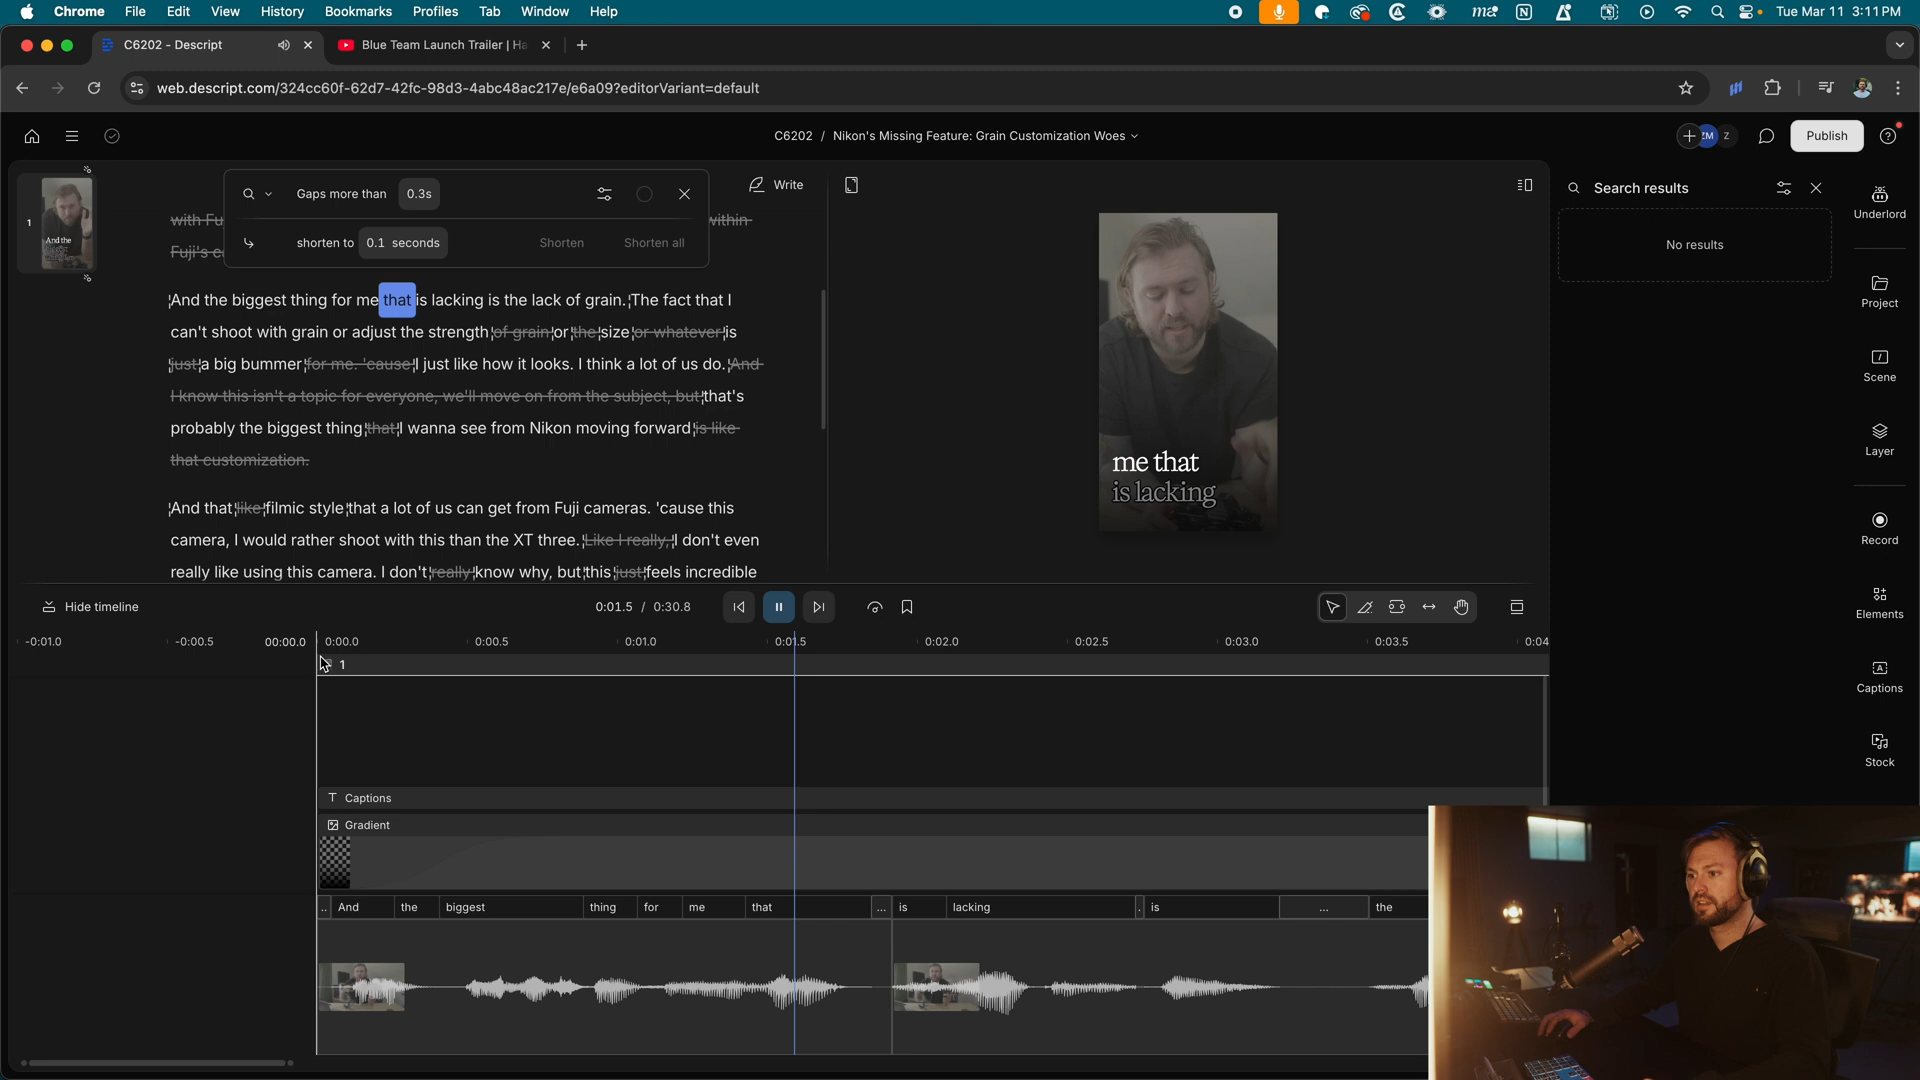 Chrome File Edit View History Bookmarks Profiles Tab Window Help Tue Mar 11 3:11 PM
C6202 - Descript
Blue Team Launch Trailer | Ha
web.descript.com/324cc60f-62d7-42fc-98d3-4abc48ac217e/e6a09?editorVariant=default
C6202 / Nikon's Missing Feature: Grain Customization Woes
ZM Z Publish
Gaps more than 0.3s
shorten to 0.1 seconds Shorten Shorten all
Write
Search results
No results
1
And the
with Fu
within
Fuji's c
And the biggest thing for me that is lacking is the lack of grain. The fact that I
can't shoot with grain or adjust the strength of grain or the size or whatever is
just a big bummer for me. 'cause I just like how it looks. I think a lot of us do. And
I know this isn't a topic for everyone, we'll move on from the subject, but that's
probably the biggest thing that I wanna see from Nikon moving forward is like
that customization.
And that like filmic style that a lot of us can get from Fuji cameras. 'cause this
camera, I would rather shoot with this than the XT three. Like I really, I don't even
really like using this camera. I don't really know why, but this just feels incredible
me that
is lacking
Underlord
Project
Scene
Layer
Record
Elements
Captions
Stock
Hide timeline
0:01.5 / 0:30.8
-0:01.0 -0:00.5 00:00.0 0:00.0 0:00.5 0:01.0 0:01.5 0:02.0 0:02.5 0:03.0 0:03.5 0:04
1
Captions
Gradient
.. And the biggest thing for me that ... is lacking . is ... the